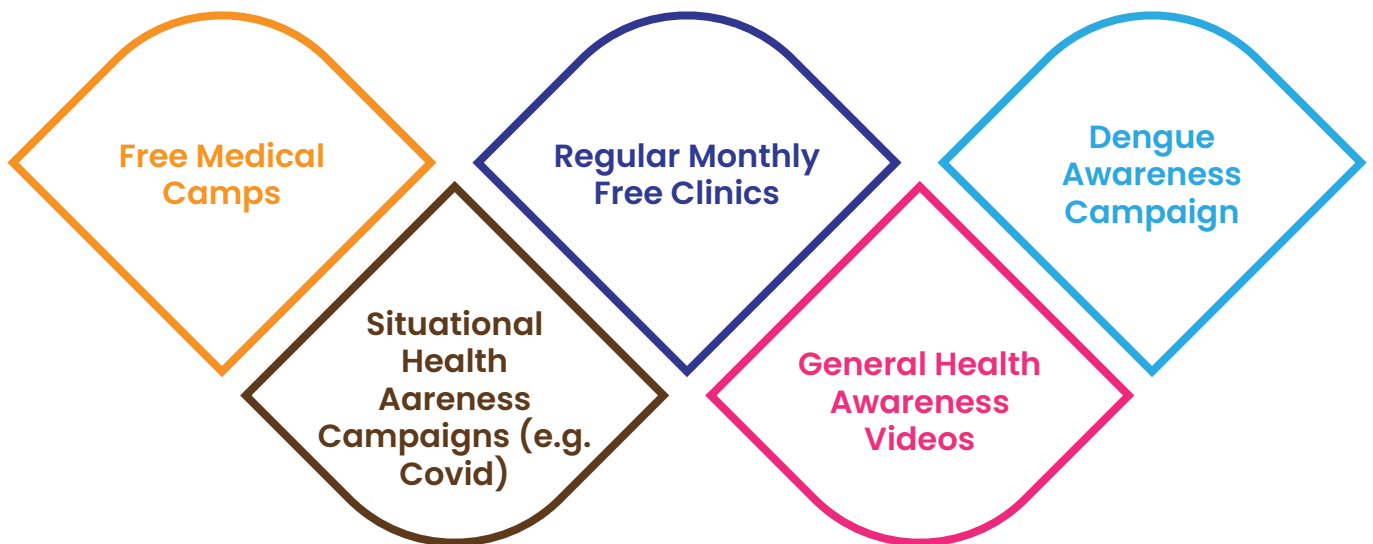 Free Medical
Camps
Situational
Health
Aareness
Campaigns (e.g.
Covid)
Regular Monthly
Free Clinics
General Health
Awareness
Videos
Dengue
Awareness
Campaign